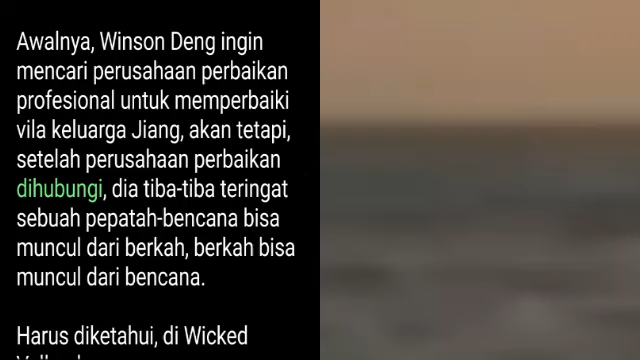 Awalnya, Winson Deng ingin
mencari perusahaan perbaikan
profesional untuk memperbaiki
vila keluarga Jiang, akan tetapi,
setelah perusahaan perbaikan
dihubungi, dia tiba-tiba teringat
sebuah pepatah-bencana bisa
muncul dari berkah, berkah bisa
muncul dari bencana.
Harus diketahui, di Wicked